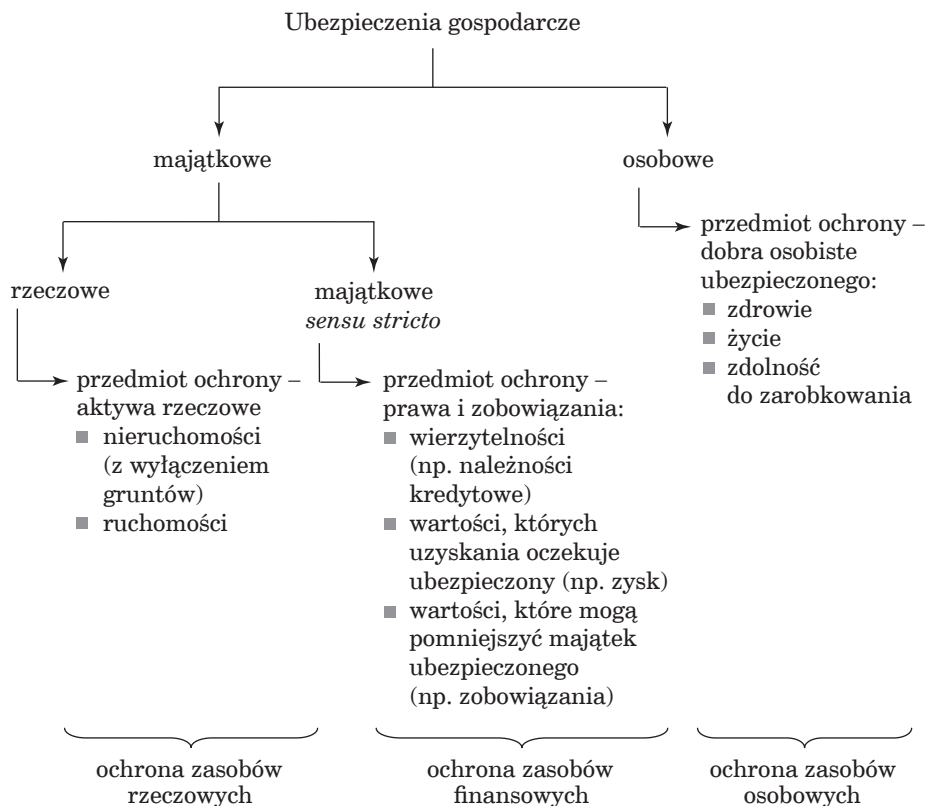 Ubezpieczenia gospodarcze
majątkowe
osobowe
rzeczowe
majątkowe
sensu stricto
przedmiot ochrony –
dobra osobiste
ubezpieczonego:
zdrowie
życie
zdolność
do zarobkowania
przedmiot ochrony –
aktywa rzeczowe
nieruchomości
(z wyłączeniem
gruntów)
ruchomości
przedmiot ochrony –
prawa i zobowiązania:
wierzytelności
(np. należności
kredytowe)
wartości, których
uzyskania oczekuje
ubezpieczony (np. zysk)
wartości, które mogą
pomniejszyć majątek
ubezpieczonego
(np. zobowiązania)
ochrona zasobów
rzeczowych
ochrona zasobów
finansowych
ochrona zasobów
osobowych